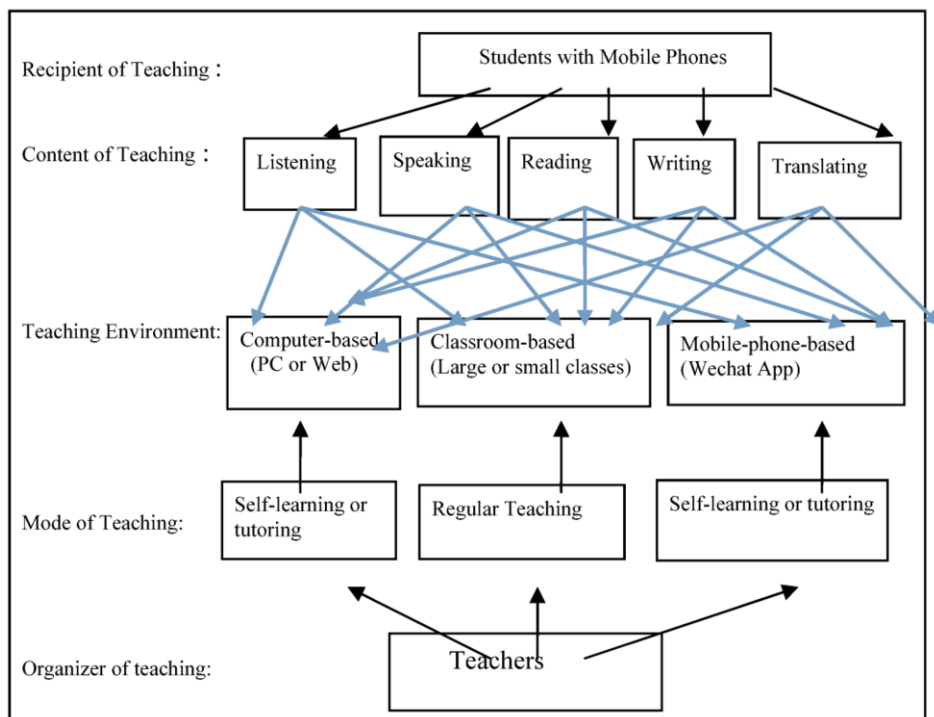 Recipient of Teaching：
Students with Mobile Phones
Content of Teaching：
Listening
Speaking
Reading
Writing
Translating
Teaching Environment:
Computer-based
(PC or Web)
Classroom-based
(Large or small classes)
Mobile-phone-based
(Wechat App)
Mode of Teaching:
Self-learning or
tutoring
Regular Teaching
Self-learning or tutoring
Organizer of teaching:
Teachers